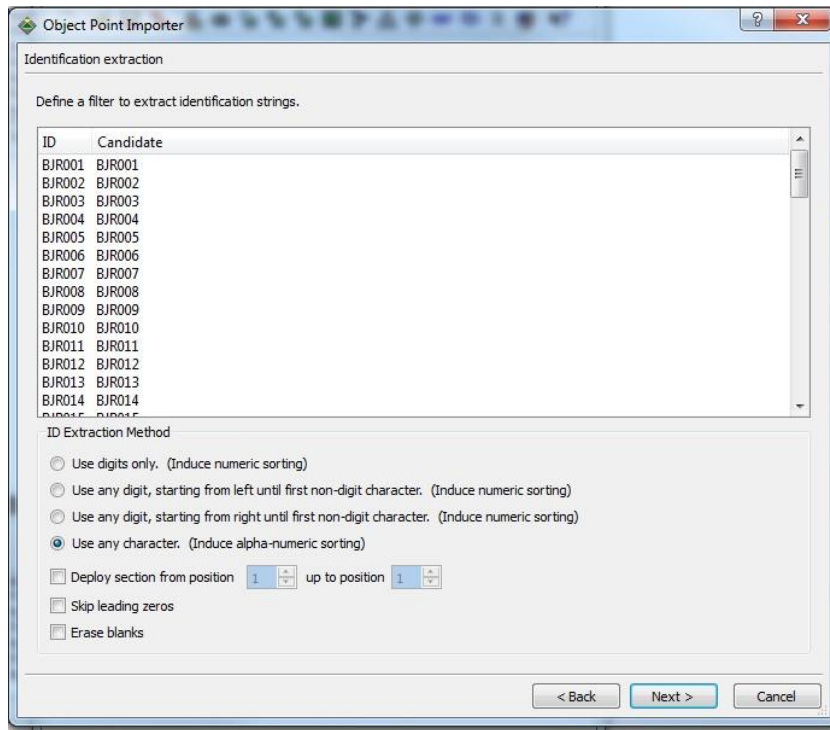 Object Point Importer
Identification extraction
Define a filter to extract identification strings.
ID Candidate
BJR001 BJR001
BJR002 BJR002
BJR003 BJR003
BJR004 BJR004
BJR005 BJR005
BJR006 BJR006
BJR007 BJR007
BJR008 BJR008
BJR009 BJR009
BJR010 BJR010
BJR011 BJR011
BJR012 BJR012
BJR013 BJR013
BJR014 BJR014
BJR015 BJR015
ID Extraction Method
Use digits only. (Induce numeric sorting)
Use any digit, starting from left until first non-digit character. (Induce numeric sorting)
Use any digit, starting from right until first non-digit character. (Induce numeric sorting)
Use any character. (Induce alpha-numeric sorting)
Deploy section from position 1 up to position 1
Skip leading zeros
Erase blanks
< Back Next > Cancel